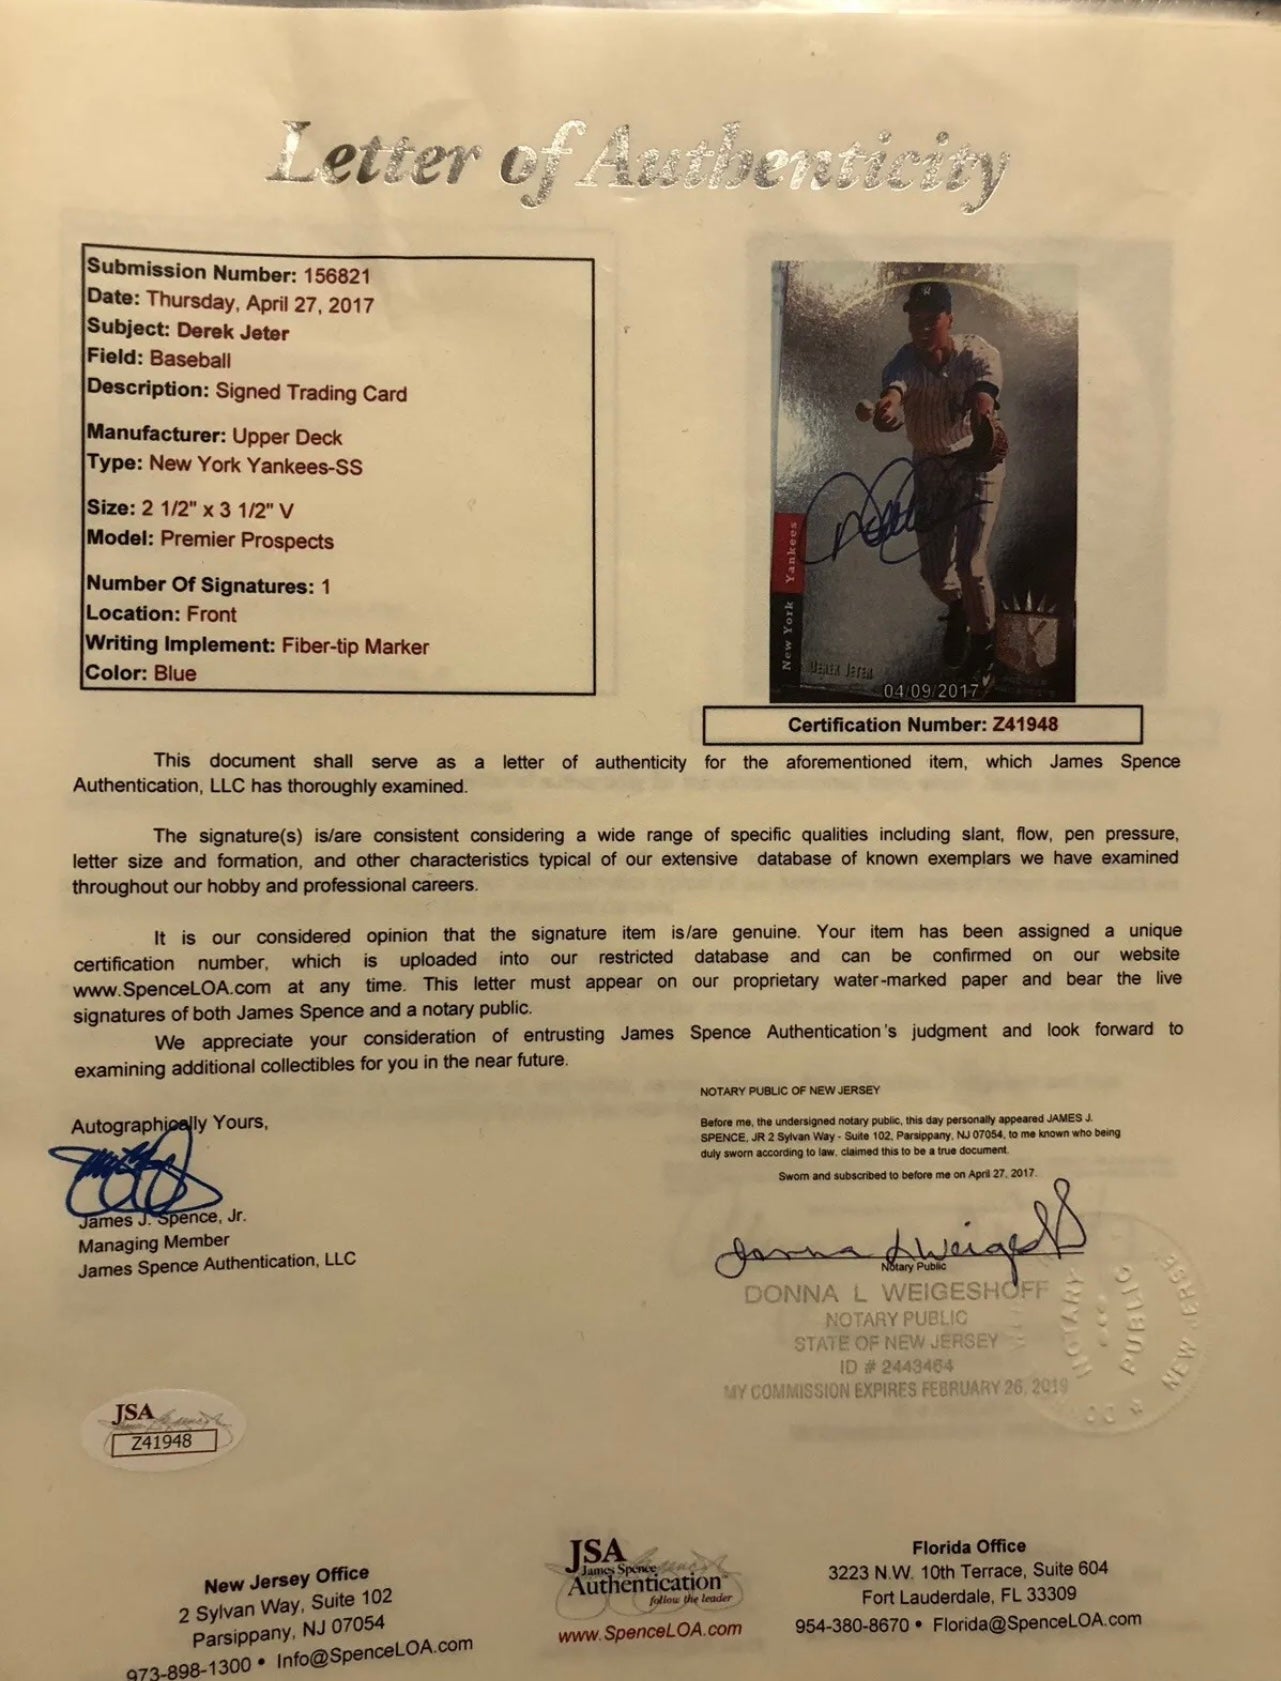 Letter of Authenticity
Submission Number: 156821
Date: Thursday, April 27, 2017
Subject: Derek Jeter
Field: Baseball
Description: Signed Trading Card
Manufacturer: Upper Deck
Type: New York Yankees-SS
Size: 2 1/2" x 3 1/2" V
Model: Premier Prospects
Number Of Signatures: 1
Location: Front
Writing Implement: Fiber-tip Marker
Color: Blue
New York Yankees
DEREK JETER
04/09/2017
Certification Number: Z41948
This document shall serve as a letter of authenticity for the aforementioned item, which James Spence
Authentication, LLC has thoroughly examined.
The signature(s) is/are consistent considering a wide range of specific qualities including slant, flow, pen pressure,
letter size and formation, and other characteristics typical of our extensive database of known exemplars we have examined
throughout our hobby and professional careers.
It is our considered opinion that the signature item is/are genuine. Your item has been assigned a unique
certification number, which is uploaded into our restricted database and can be confirmed on our website
www.SpenceLOA.com at any time. This letter must appear on our proprietary water-marked paper and bear the live
signatures of both James Spence and a notary public.
We appreciate your consideration of entrusting James Spence Authentication's judgment and look forward to
examining additional collectibles for you in the near future.
Autographically Yours,
James J. Spence, Jr.
Managing Member
James Spence Authentication, LLC
NOTARY PUBLIC OF NEW JERSEY
Before me, the undersigned notary public, this day personally appeared JAMES J.
SPENCE, JR 2 Sylvan Way - Suite 102, Parsippany, NJ 07054, to me known who being
duly sworn according to law, claimed this to be a true document.
Sworn and subscribed to before me on April 27, 2017.
Donna L Weigeshoff
Notary Public
DONNA L WEIGESHOFF
NOTARY PUBLIC
STATE OF NEW JERSEY
ID # 2443464
MY COMMISSION EXPIRES FEBRUARY 26, 2019
NOTARY
PUBLIC
NEW JERSE
JSA
Z41948
New Jersey Office
2 Sylvan Way, Suite 102
Parsippany, NJ 07054
973-898-1300 • Info@SpenceLOA.com
JSA
James Spence
Authentication
follow the leader
www.SpenceLOA.com
Florida Office
3223 N.W. 10th Terrace, Suite 604
Fort Lauderdale, FL 33309
954-380-8670 • Florida@SpenceLOA.com